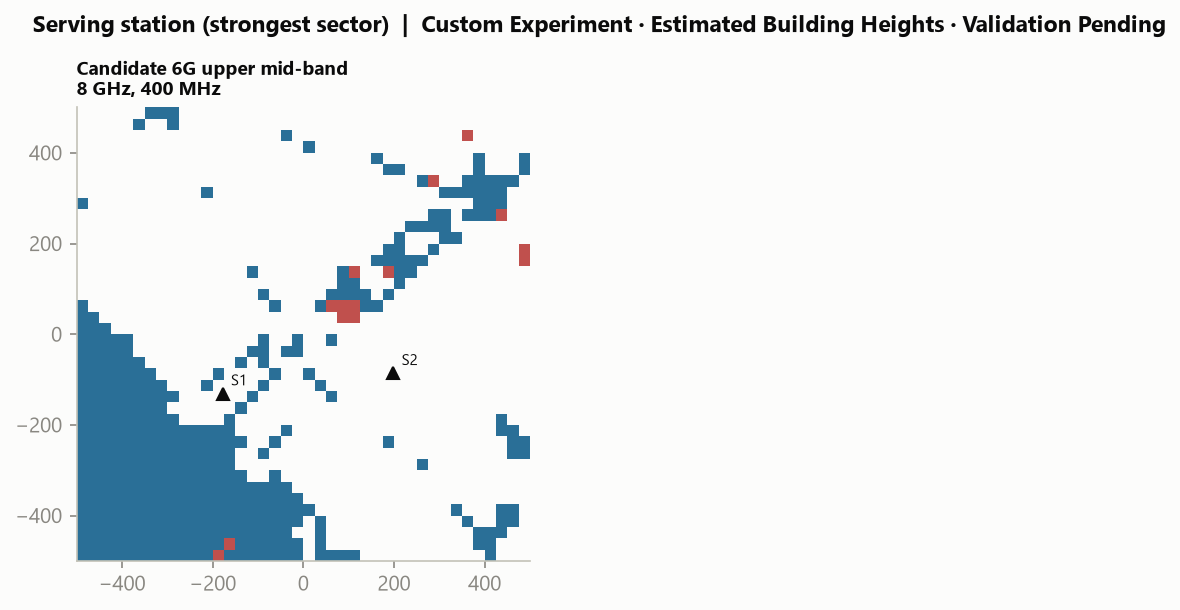 Serving station (strongest sector) | Custom Experiment · Estimated Building Heights · Validation Pending
Candidate 6G upper mid-band
8 GHz, 400 MHz
400
200
0
−200
−400
S1
S2
−400 −200 0 200 400